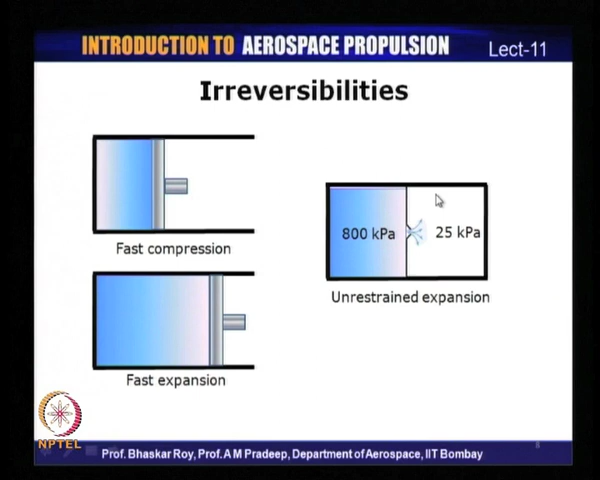 INTRODUCTION TO AEROSPACE PROPULSION
Lect-11
Irreversibilities
Fast compression
800 kPa
25 kPa
Unrestrained expansion
Fast expansion
NPTEL
8
Prof. Bhaskar Roy, Prof. A M Pradeep, Department of Aerospace, IIT Bombay